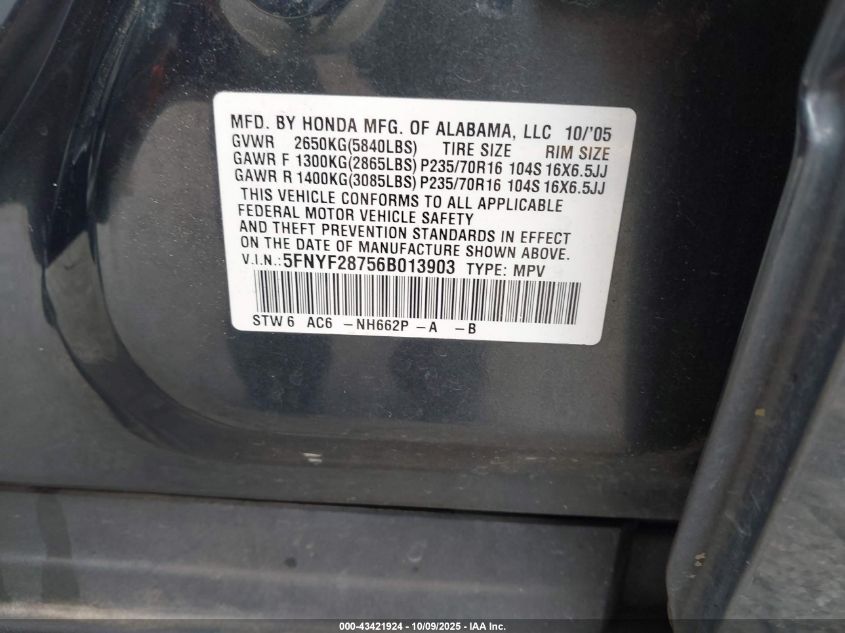 MFD. BY HONDA MFG. OF ALABAMA, LLC 10/'05
GVWR 2650KG(5840LBS) TIRE SIZE RIM SIZE
GAWR F 1300KG(2865LBS) P235/70R16 104S 16X6.5JJ
GAWR R 1400KG(3085LBS) P235/70R16 104S 16X6.5JJ
THIS VEHICLE CONFORMS TO ALL APPLICABLE
FEDERAL MOTOR VEHICLE SAFETY
AND THEFT PREVENTION STANDARDS IN EFFECT
ON THE DATE OF MANUFACTURE SHOWN ABOVE.
V.I.N.: 5FNYF28756B013903 TYPE: MPV
STW6 AC6 -NH662P -A -B
000-43421924 - 10/09/2025 - IAA Inc.